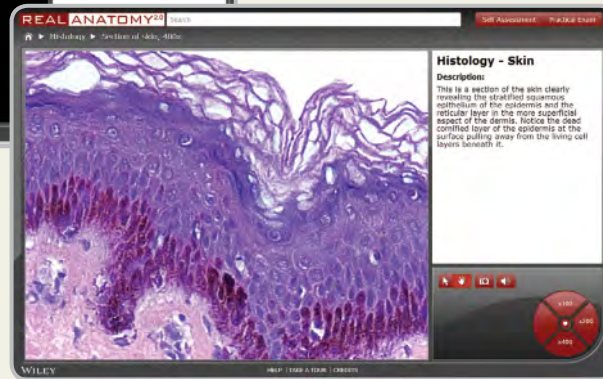 REAL ANATOMY 2.0
Search
Self Assessment Practical Exam
Histology ▶ Section of skin, 400x
Histology - Skin
Description:
This is a section of the skin clearly
revealing the stratified squamous
epithelium of the epidermis and the
reticular layer in the more superficial
aspect of the dermis. Notice the dead
cornified layer of the epidermis at the
surface pulling away from the living cell
layers beneath it.
x100
x200
x400
WILEY
HELP | TAKE A TOUR | CREDITS